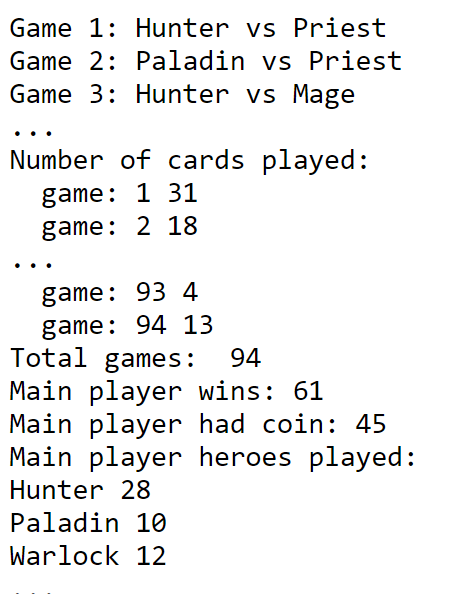 Game 1: Hunter vs Priest
Game 2: Paladin vs Priest
Game 3: Hunter vs Mage
...
Number of cards played:
  game: 1 31
  game: 2 18
...
  game: 93 4
  game: 94 13
Total games:  94
Main player wins: 61
Main player had coin: 45
Main player heroes played:
Hunter 28
Paladin 10
Warlock 12
...